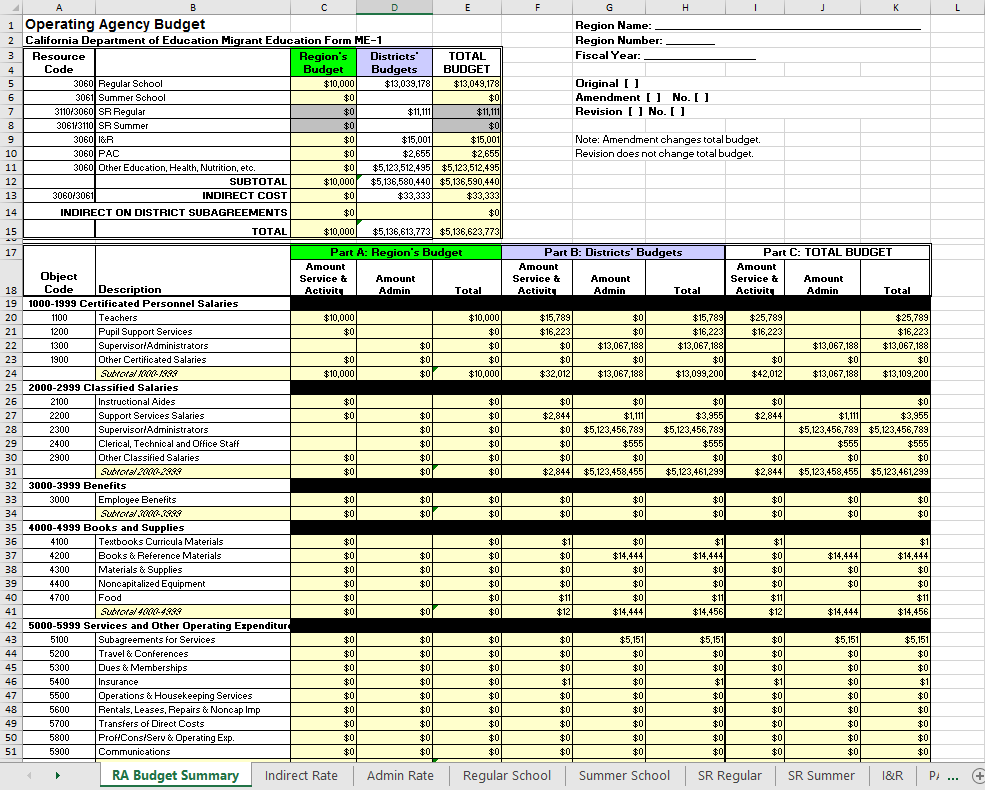 A B C D E F G H I J K L
1 Operating Agency Budget Region Name:
2 California Department of Education Migrant Education Form ME-1 Region Number:
3 Resource Region's Districts' TOTAL Fiscal Year:
4 Code Budget Budgets BUDGET
5 3060 Regular School $10,000 $13,039,178 $13,049,178 Original [ ]
6 3061 Summer School $0 $0 Amendment [ ] No. [ ]
7 3110/3060 SR Regular $0 $11,111 $11,111 Revision [ ] No. [ ]
8 3061/3110 SR Summer $0 $0
9 3060 I&R $0 $15,001 $15,001 Note: Amendment changes total budget.
10 3060 PAC $0 $2,655 $2,655 Revision does not change total budget.
11 3060 Other Education, Health, Nutrition, etc. $0 $5,123,512,495 $5,123,512,495
12 SUBTOTAL $10,000 $5,136,580,440 $5,136,590,440
13 3060/3061 INDIRECT COST $0 $33,333 $33,333
14 INDIRECT ON DISTRICT SUBAGREEMENTS $0 $0
15 TOTAL $10,000 $5,136,613,773 $5,136,623,773
17 Part A: Region's Budget Part B: Districts' Budgets Part C: TOTAL BUDGET
Amount Amount Amount
Object Service & Amount Service & Amount Service & Amount
18 Code Description Activity Admin Total Activity Admin Total Activity Admin Total
19 1000-1999 Certificated Personnel Salaries
20 1100 Teachers $10,000 $10,000 $15,789 $0 $15,789 $25,789 $25,789
21 1200 Pupil Support Services $0 $0 $16,223 $0 $16,223 $16,223 $16,223
22 1300 Supervisor/Administrators $0 $0 $0 $13,067,188 $13,067,188 $13,067,188 $13,067,188
23 1900 Other Certificated Salaries $0 $0 $0 $0 $0 $0 $0 $0 $0
24 Subtotal 1000-1999 $10,000 $0 $10,000 $32,012 $13,067,188 $13,099,200 $42,012 $13,067,188 $13,109,200
25 2000-2999 Classified Salaries
26 2100 Instructional Aides $0 $0 $0 $0 $0 $0 $0
27 2200 Support Services Salaries $0 $0 $0 $2,844 $1,111 $3,955 $2,844 $1,111 $3,955
28 2300 Supervisor/Administrators $0 $0 $0 $5,123,456,789 $5,123,456,789 $5,123,456,789 $5,123,456,789
29 2400 Clerical, Technical and Office Staff $0 $0 $0 $555 $555 $555 $555
30 2900 Other Classified Salaries $0 $0 $0 $0 $0 $0 $0 $0 $0
31 Subtotal 2000-2999 $0 $0 $0 $2,844 $5,123,458,455 $5,123,461,299 $2,844 $5,123,458,455 $5,123,461,299
32 3000-3999 Benefits
33 3000 Employee Benefits $0 $0 $0 $0 $0 $0 $0 $0 $0
34 Subtotal 3000-3999 $0 $0 $0 $0 $0 $0 $0 $0 $0
35 4000-4999 Books and Supplies
36 4100 Textbooks Curricula Materials $0 $0 $1 $0 $1 $1 $1
37 4200 Books & Reference Materials $0 $0 $0 $0 $14,444 $14,444 $0 $14,444 $14,444
38 4300 Materials & Supplies $0 $0 $0 $0 $0 $0 $0 $0 $0
39 4400 Noncapitalized Equipment $0 $0 $0 $0 $0 $0 $0 $0 $0
40 4700 Food $0 $0 $11 $0 $11 $11 $11
41 Subtotal 4000-4999 $0 $0 $0 $12 $14,444 $14,456 $12 $14,444 $14,456
42 5000-5999 Services and Other Operating Expenditure
43 5100 Subagreements for Services $0 $0 $0 $0 $5,151 $5,151 $0 $5,151 $5,151
44 5200 Travel & Conferences $0 $0 $0 $0 $0 $0 $0 $0 $0
45 5300 Dues & Memberships $0 $0 $0 $0 $0 $0 $0 $0 $0
46 5400 Insurance $0 $0 $0 $1 $0 $1 $1 $0 $1
47 5500 Operations & Housekeeping Services $0 $0 $0 $0 $0 $0 $0 $0 $0
48 5600 Rentals, Leases, Repairs & Noncap Imp $0 $0 $0 $0 $0 $0 $0 $0 $0
49 5700 Transfers of Direct Costs $0 $0 $0 $0 $0 $0 $0 $0 $0
50 5800 Prof/Cons/Serv & Operating Exp. $0 $0 $0 $0 $0 $0 $0 $0 $0
51 5900 Communications $0 $0 $0 $0 $0 $0 $0 $0 $0
RA Budget Summary Indirect Rate Admin Rate Regular School Summer School SR Regular SR Summer I&R ...